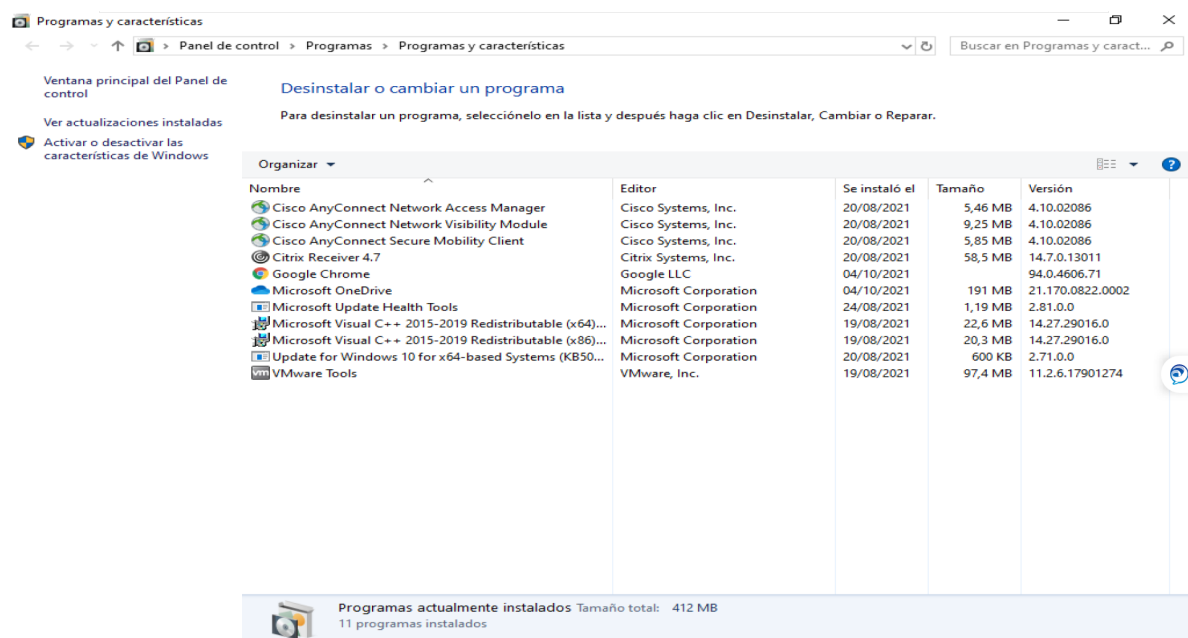 Programas y características
Panel de control > Programas > Programas y características
Buscar en Programas y caract...
Ventana principal del Panel de control
Ver actualizaciones instaladas
Activar o desactivar las características de Windows
Desinstalar o cambiar un programa
Para desinstalar un programa, selecciónelo en la lista y después haga clic en Desinstalar, Cambiar o Reparar.
Organizar
Nombre Editor Se instaló el Tamaño Versión
Cisco AnyConnect Network Access Manager Cisco Systems, Inc. 20/08/2021 5,46 MB 4.10.02086
Cisco AnyConnect Network Visibility Module Cisco Systems, Inc. 20/08/2021 9,25 MB 4.10.02086
Cisco AnyConnect Secure Mobility Client Cisco Systems, Inc. 20/08/2021 5,85 MB 4.10.02086
Citrix Receiver 4.7 Citrix Systems, Inc. 20/08/2021 58,5 MB 14.7.0.13011
Google Chrome Google LLC 04/10/2021 94.0.4606.71
Microsoft OneDrive Microsoft Corporation 04/10/2021 191 MB 21.170.0822.0002
Microsoft Update Health Tools Microsoft Corporation 24/08/2021 1,19 MB 2.81.0.0
Microsoft Visual C++ 2015-2019 Redistributable (x64)... Microsoft Corporation 19/08/2021 22,6 MB 14.27.29016.0
Microsoft Visual C++ 2015-2019 Redistributable (x86)... Microsoft Corporation 19/08/2021 20,3 MB 14.27.29016.0
Update for Windows 10 for x64-based Systems (KB50... Microsoft Corporation 20/08/2021 600 KB 2.71.0.0
vm VMware Tools VMware, Inc. 19/08/2021 97,4 MB 11.2.6.17901274
Programas actualmente instalados Tamaño total: 412 MB
11 programas instalados